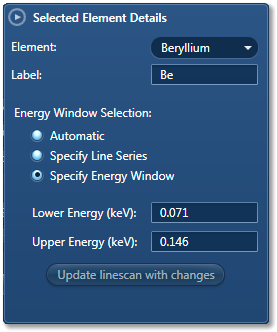 Selected Element Details
Element: Beryllium
Label: Be
Energy Window Selection:
Automatic
Specify Line Series
Specify Energy Window
Lower Energy (keV): 0.071
Upper Energy (keV): 0.146
Update linescan with changes